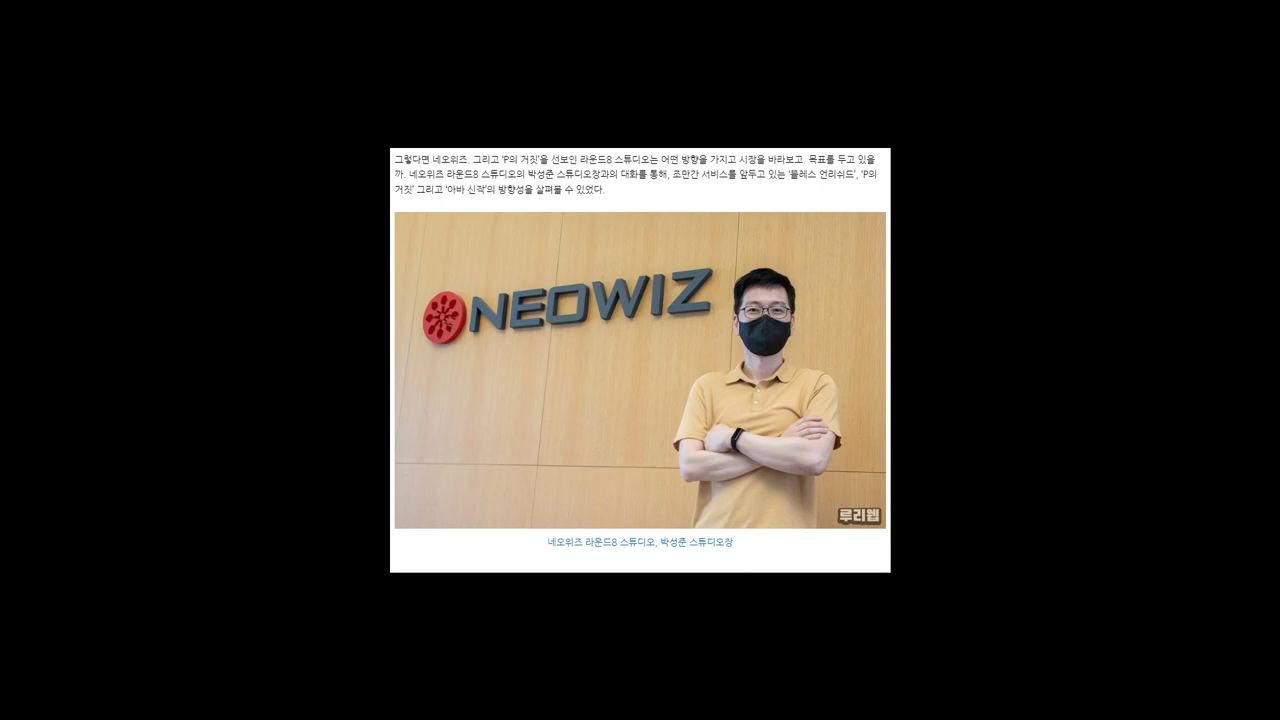 그렇다면 네오위즈. 그리고 'P의 거짓'을 선보인 라운드8 스튜디오는 어떤 방향을 가지고 시장을 바라보고. 목표를 두고 있을
까. 네오위즈 라운드8 스튜디오의 박성준 스튜디오장과의 대화를 통해, 조만간 서비스를 앞두고 있는 '블레스 언리쉬드', 'P의
거짓' 그리고 '아바 신작'의 방향성을 살펴볼 수 있었다.
NEOWIZ
루리웹
네오위즈 라운드8 스튜디오, 박성준 스튜디오장